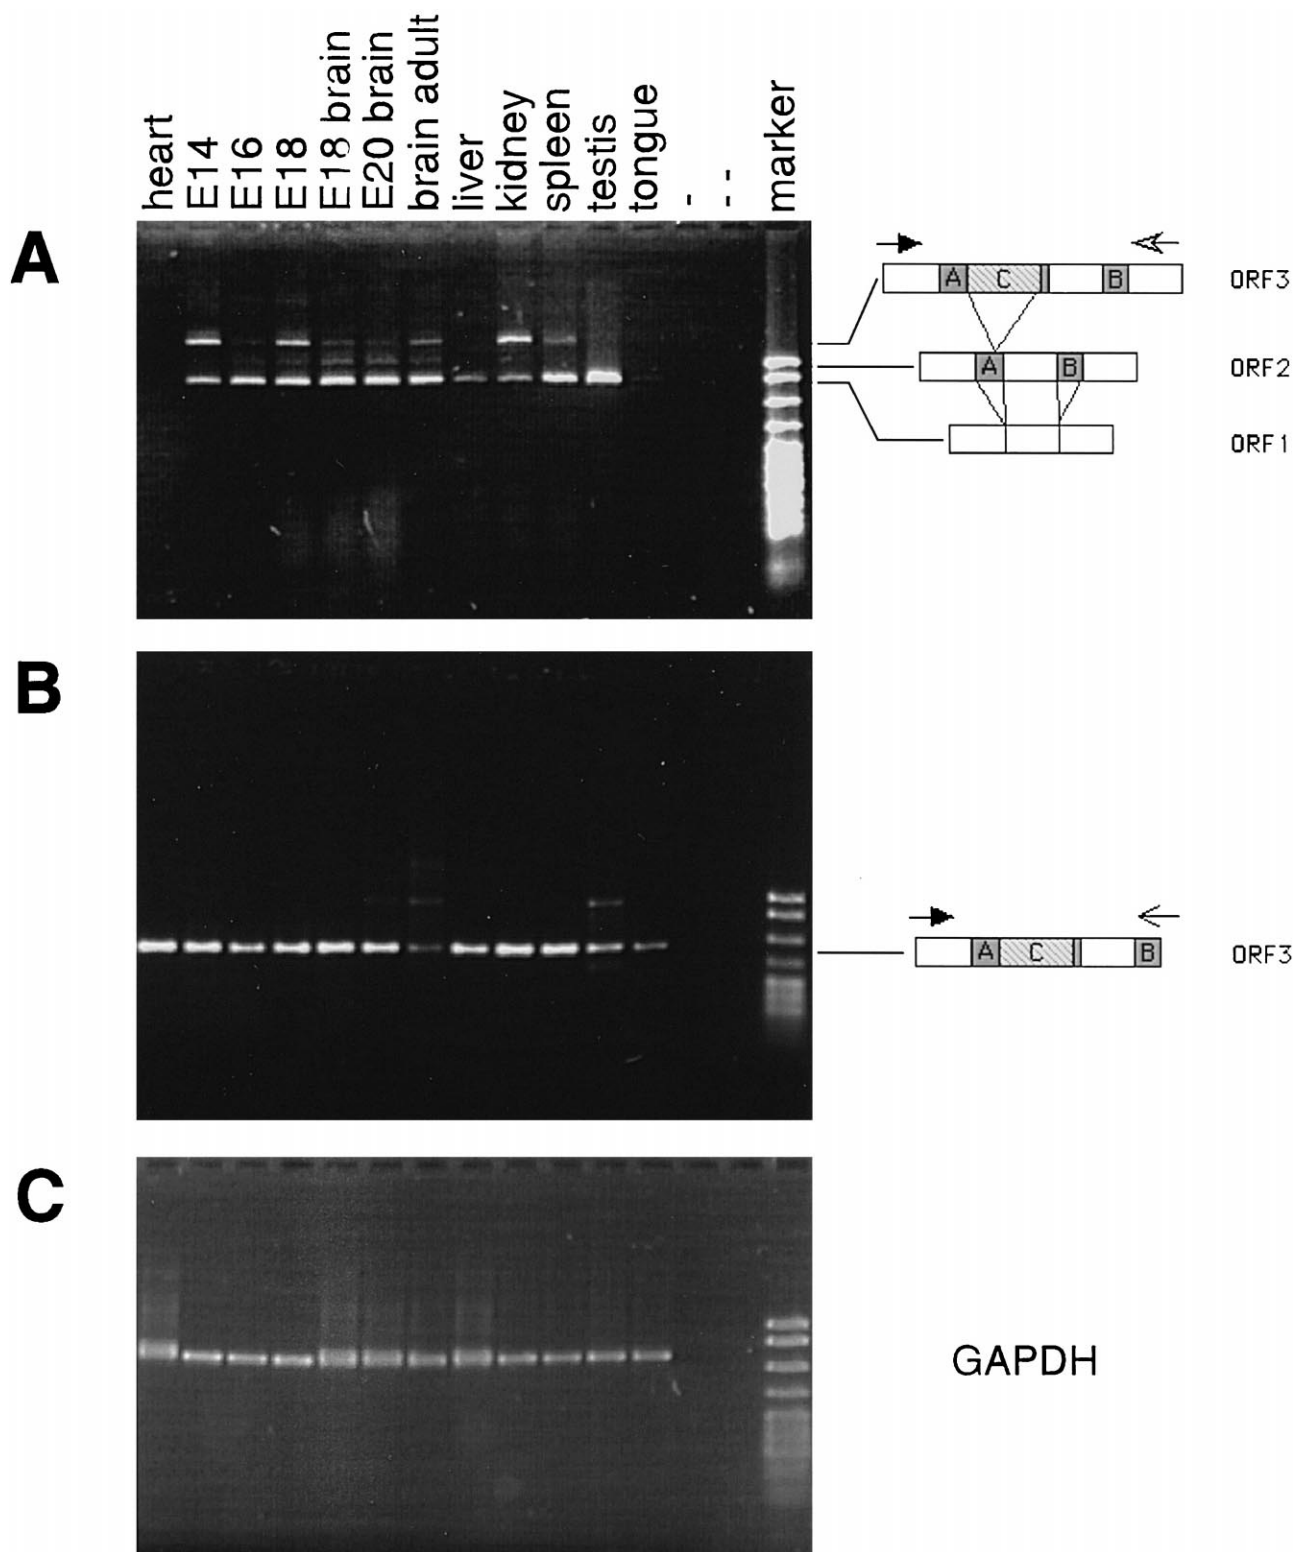 heart
E14
E16
E18
E18 brain
E20 brain
brain adult
liver
kidney
spleen
testis
tongue
-
- -
marker
A
A C B ORF3
A B ORF2
ORF1
B
A C B ORF3
C
GAPDH